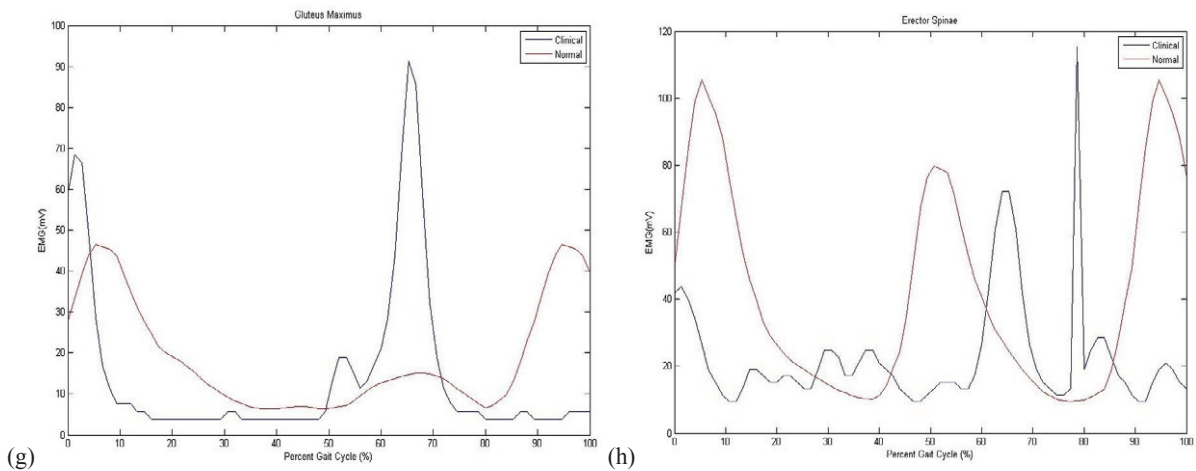 Gluteus Maximus
100
90
80
70
60
50
40
30
20
10
0
EMG(mV)
Clinical
Normal
0 10 20 30 40 50 60 70 80 90 100
Percent Gait Cycle (%)
(g)
Erector Spinae
120
100
80
60
40
20
0
EMG(mV)
Clinical
Normal
0 10 20 30 40 50 60 70 80 90 100
Percent Gait Cycle (%)
(h)